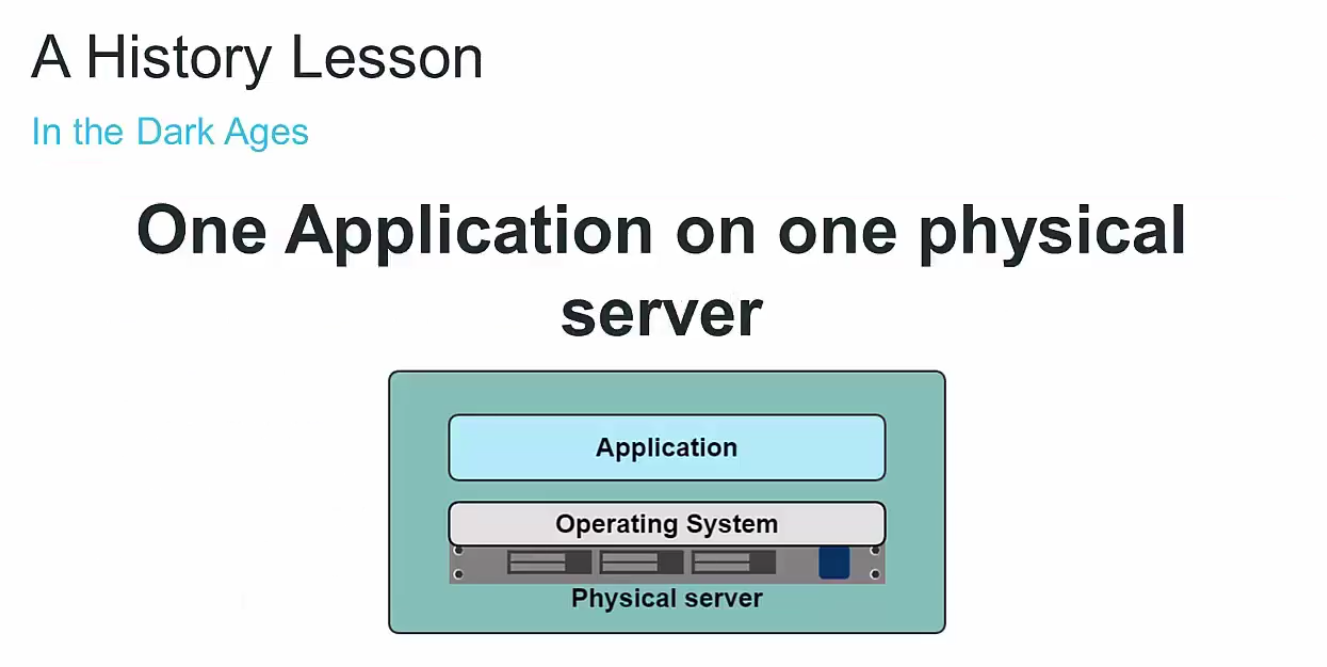 A History Lesson
In the Dark Ages
One Application on one physical
server
Application
Operating System
Physical server